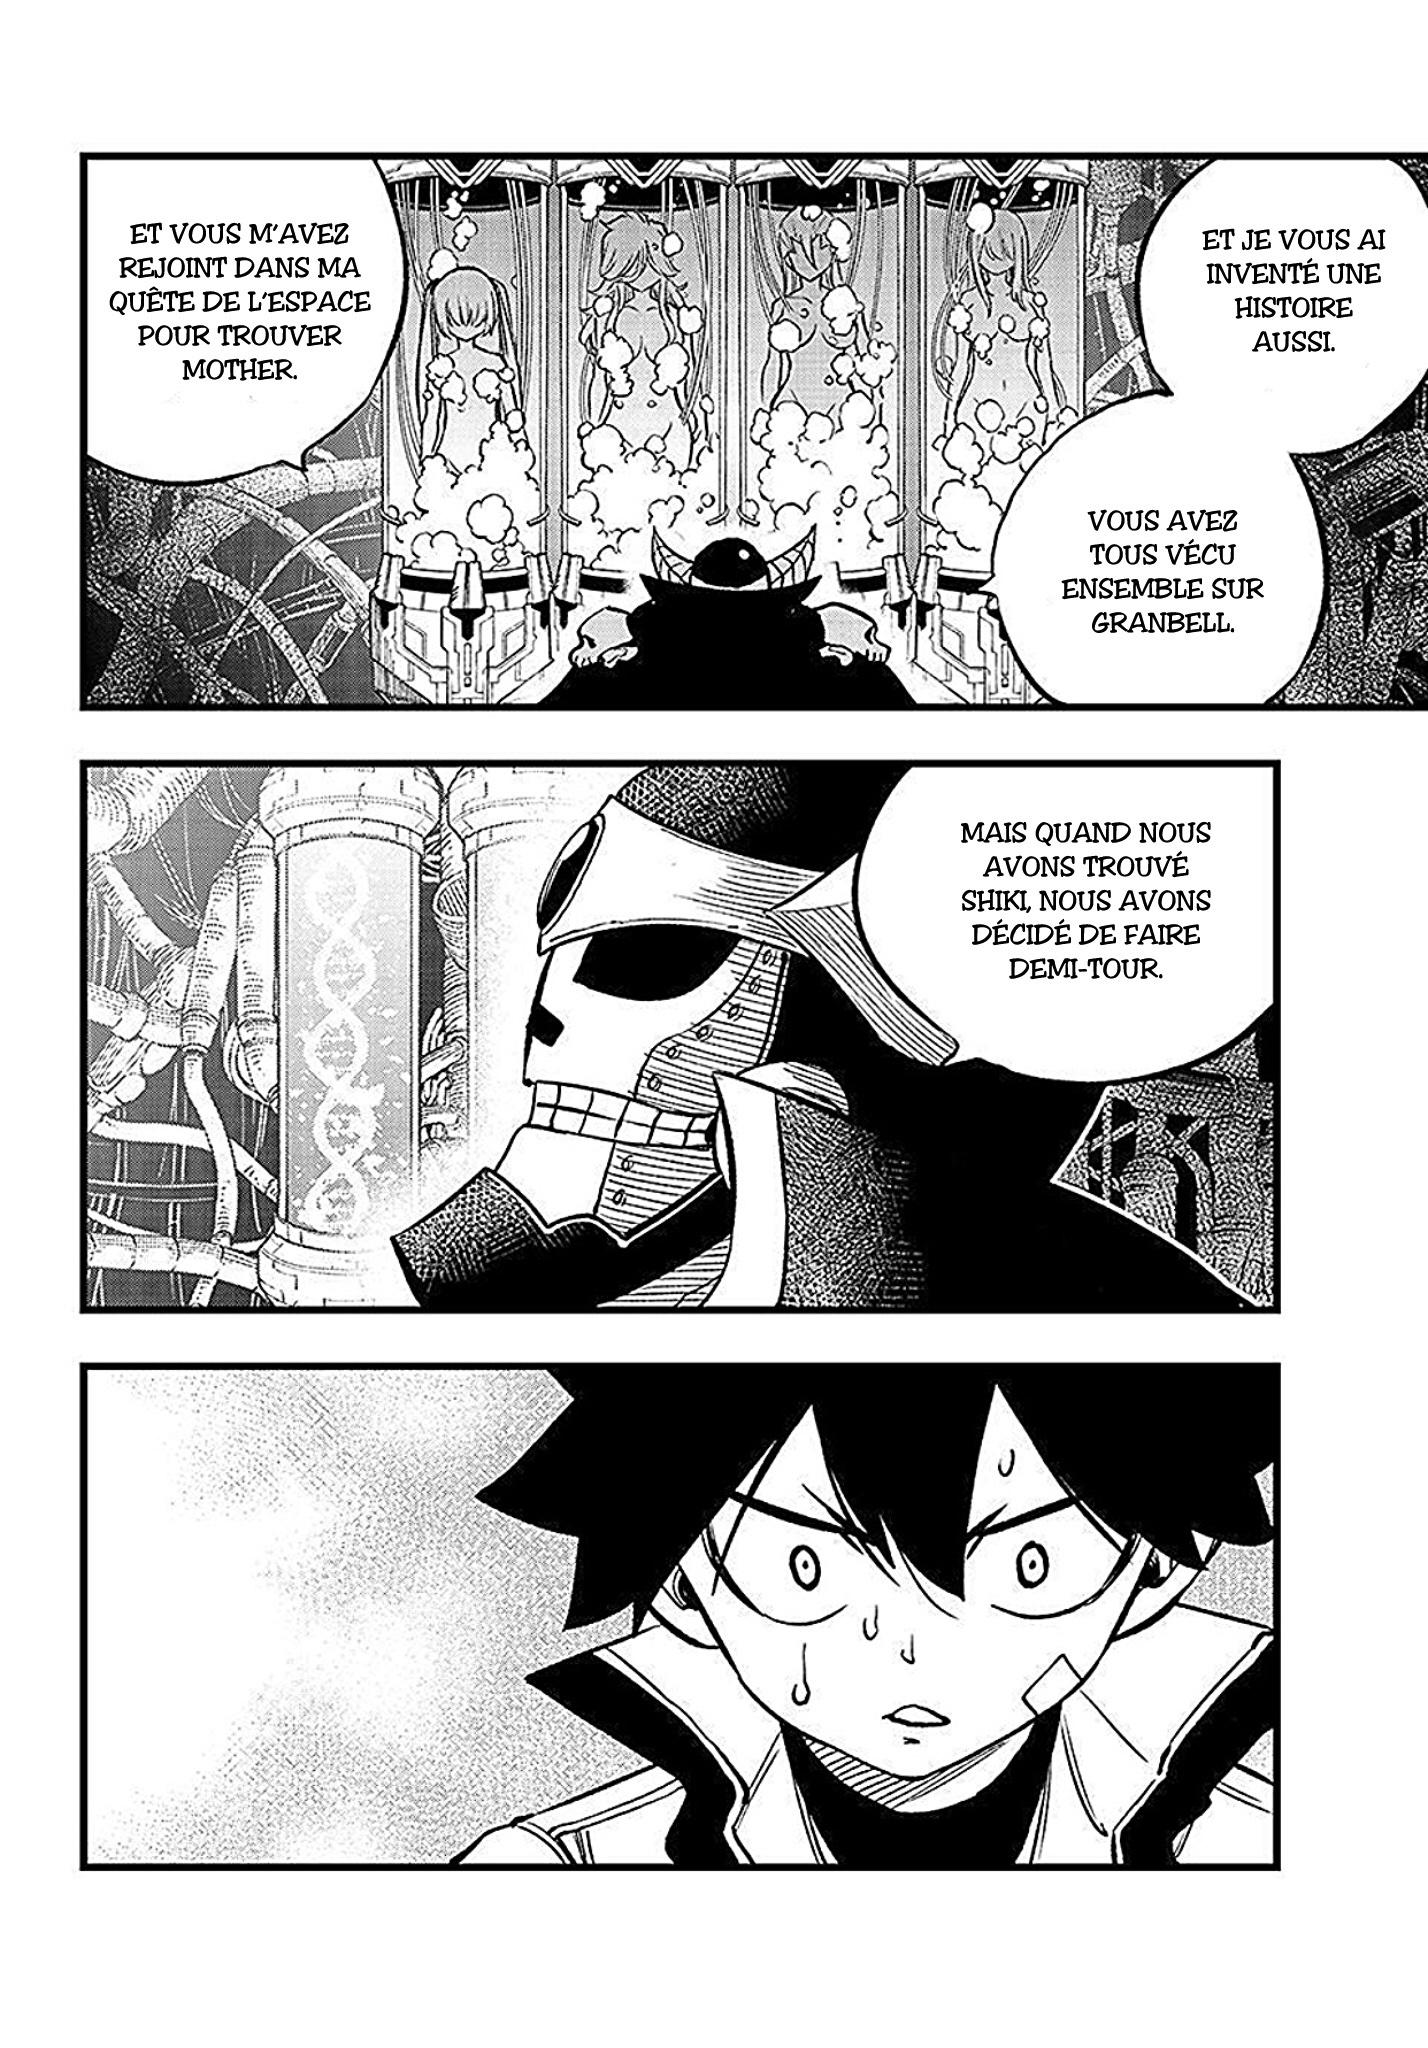 ET JE VOUS AI
INVENTÉ UNE
HISTOIRE
AUSSI.
VOUS AVEZ
TOUS VÉCU
ENSEMBLE SUR
GRANBELL.
ET VOUS M'AVEZ
REJOINT DANS MA
QUÊTE DE L'ESPACE
POUR TROUVER
MOTHER.
MAIS QUAND NOUS
AVONS TROUVÉ
SHIKI, NOUS AVONS
DÉCIDÉ DE FAIRE
DEMI-TOUR.